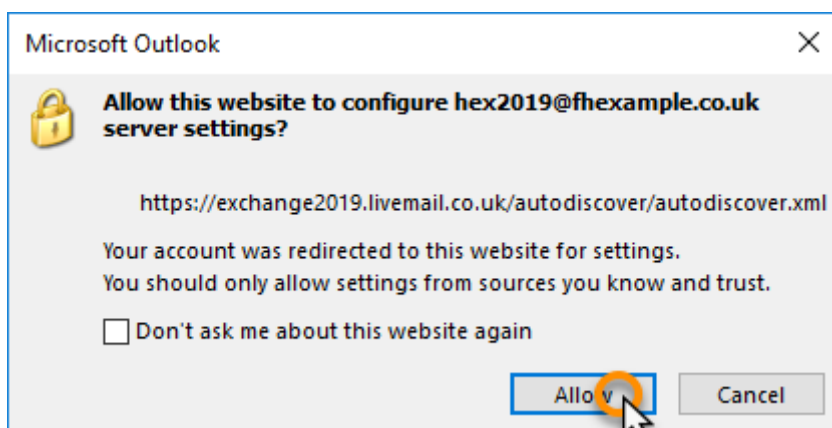 Microsoft Outlook
Allow this website to configure hex2019@fhexample.co.uk
server settings?
https://exchange2019.livemail.co.uk/autodiscover/autodiscover.xml
Your account was redirected to this website for settings.
You should only allow settings from sources you know and trust.
Don't ask me about this website again
Allow Cancel